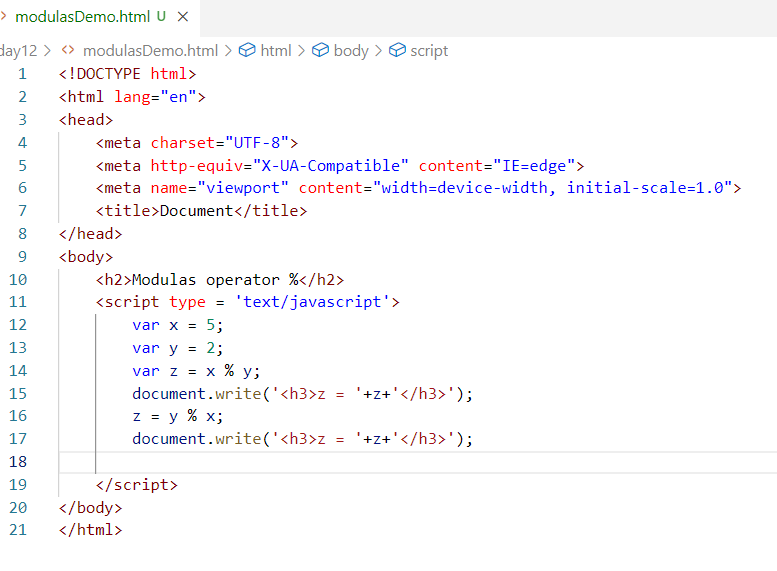 modulasDemo.html U
day12 > <> modulasDemo.html > html > body > script
1 <!DOCTYPE html>
2 <html lang="en">
3 <head>
4     <meta charset="UTF-8">
5     <meta http-equiv="X-UA-Compatible" content="IE=edge">
6     <meta name="viewport" content="width=device-width, initial-scale=1.0">
7     <title>Document</title>
8 </head>
9 <body>
10     <h2>Modulas operator %</h2>
11     <script type = 'text/javascript'>
12         var x = 5;
13         var y = 2;
14         var z = x % y;
15         document.write('<h3>z = '+z+'</h3>');
16         z = y % x;
17         document.write('<h3>z = '+z+'</h3>');
18
19     </script>
20 </body>
21 </html>